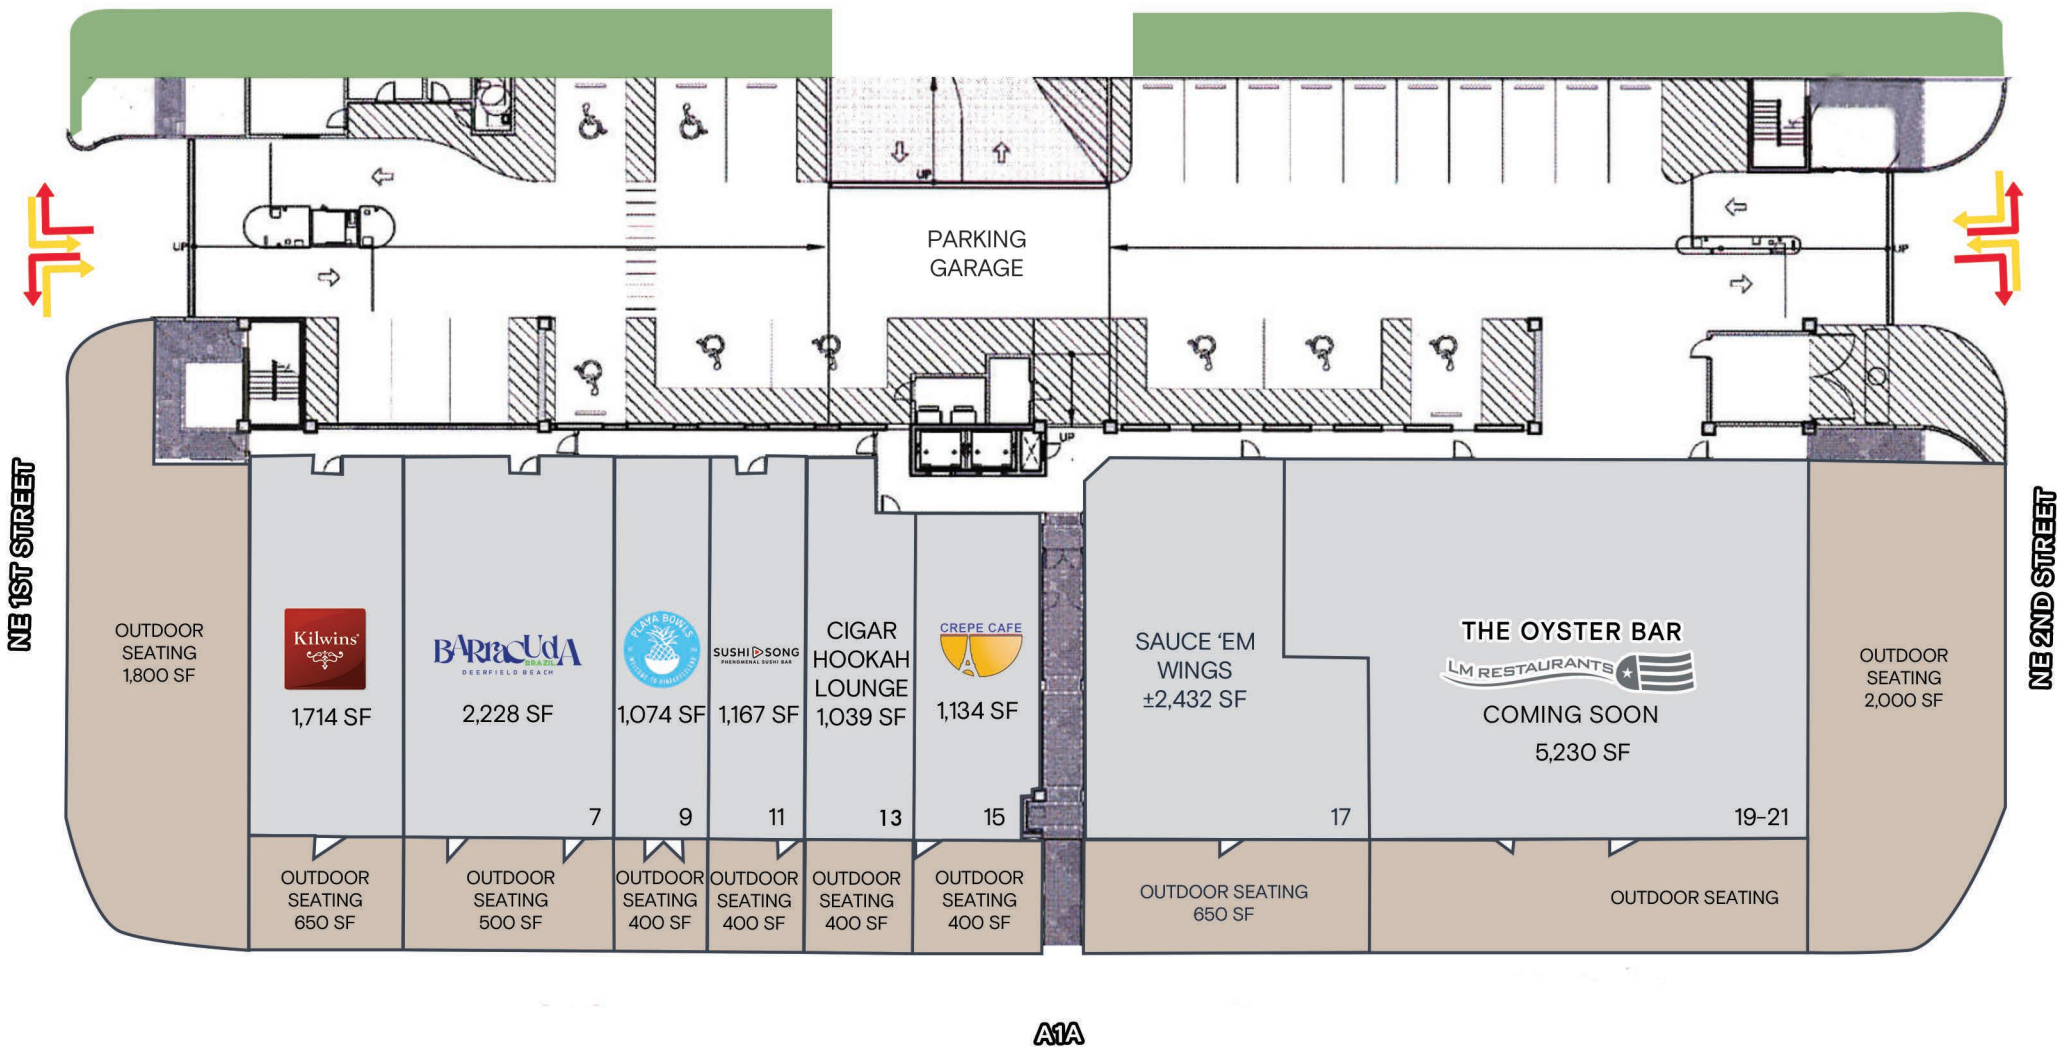 UP
UP
PARKING
GARAGE
UP
UP
UP
NE 1ST STREET
NE 2ND STREET
OUTDOOR
SEATING
1,800 SF
Kilwins
1,714 SF
BARRACUDA
BRAZIL
DEERFIELD BEACH
2,228 SF
7
PLAYA BOWLS
WELCOME TO PINEAPPLELAND
1,074 SF
9
SUSHI SONG
PHENOMENAL SUSHI BAR
1,167 SF
11
CIGAR
HOOKAH
LOUNGE
1,039 SF
13
CREPE CAFE
1,134 SF
15
SAUCE ‘EM
WINGS
±2,432 SF
17
THE OYSTER BAR
LM RESTAURANTS
COMING SOON
5,230 SF
19-21
OUTDOOR
SEATING
2,000 SF
OUTDOOR
SEATING
650 SF
OUTDOOR
SEATING
500 SF
OUTDOOR
SEATING
400 SF
OUTDOOR
SEATING
400 SF
OUTDOOR
SEATING
400 SF
OUTDOOR
SEATING
400 SF
OUTDOOR SEATING
650 SF
OUTDOOR SEATING
A1A